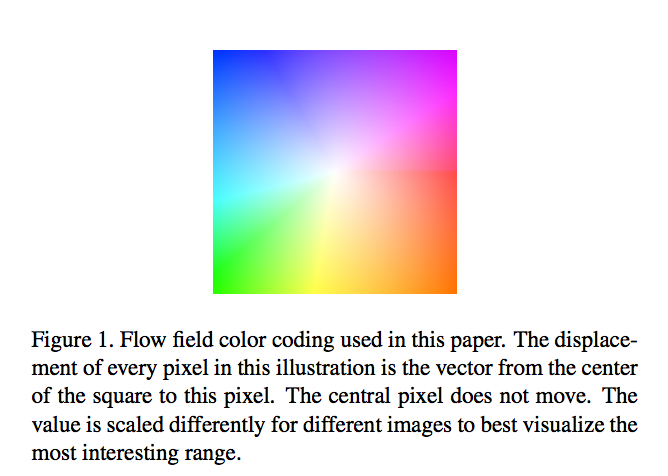 Figure 1. Flow field color coding used in this paper. The displace-
ment of every pixel in this illustration is the vector from the center
of the square to this pixel. The central pixel does not move. The
value is scaled differently for different images to best visualize the
most interesting range.